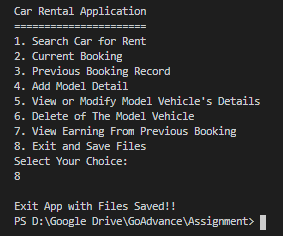 Car Rental Application
======================
1. Search Car for Rent
2. Current Booking
3. Previous Booking Record
4. Add Model Detail
5. View or Modify Model Vehicle's Details
6. Delete of The Model Vehicle
7. View Earning From Previous Booking
8. Exit and Save Files
Select Your Choice:
8
Exit App with Files Saved!!
PS D:\Google Drive\GoAdvance\Assignment>